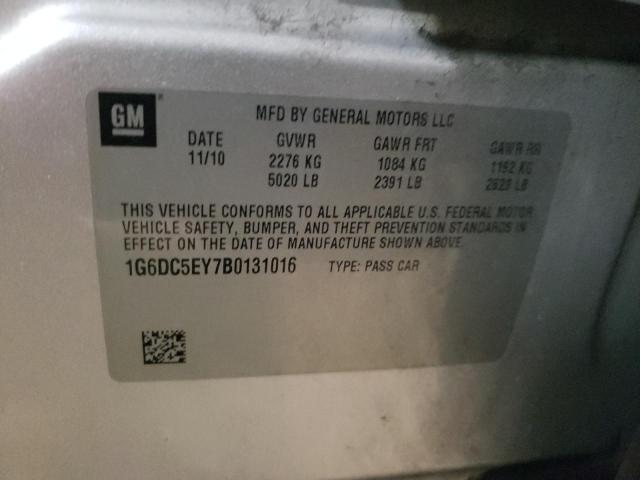 GM
MFD BY GENERAL MOTORS LLC
DATE GVWR GAWR FRT GAWR RR
11/10 2276 KG 1084 KG 1192 KG
5020 LB 2391 LB 2629 LB
THIS VEHICLE CONFORMS TO ALL APPLICABLE U.S. FEDERAL MOTOR
VEHICLE SAFETY, BUMPER, AND THEFT PREVENTION STANDARDS IN
EFFECT ON THE DATE OF MANUFACTURE SHOWN ABOVE.
1G6DC5EY7B0131016 TYPE: PASS CAR